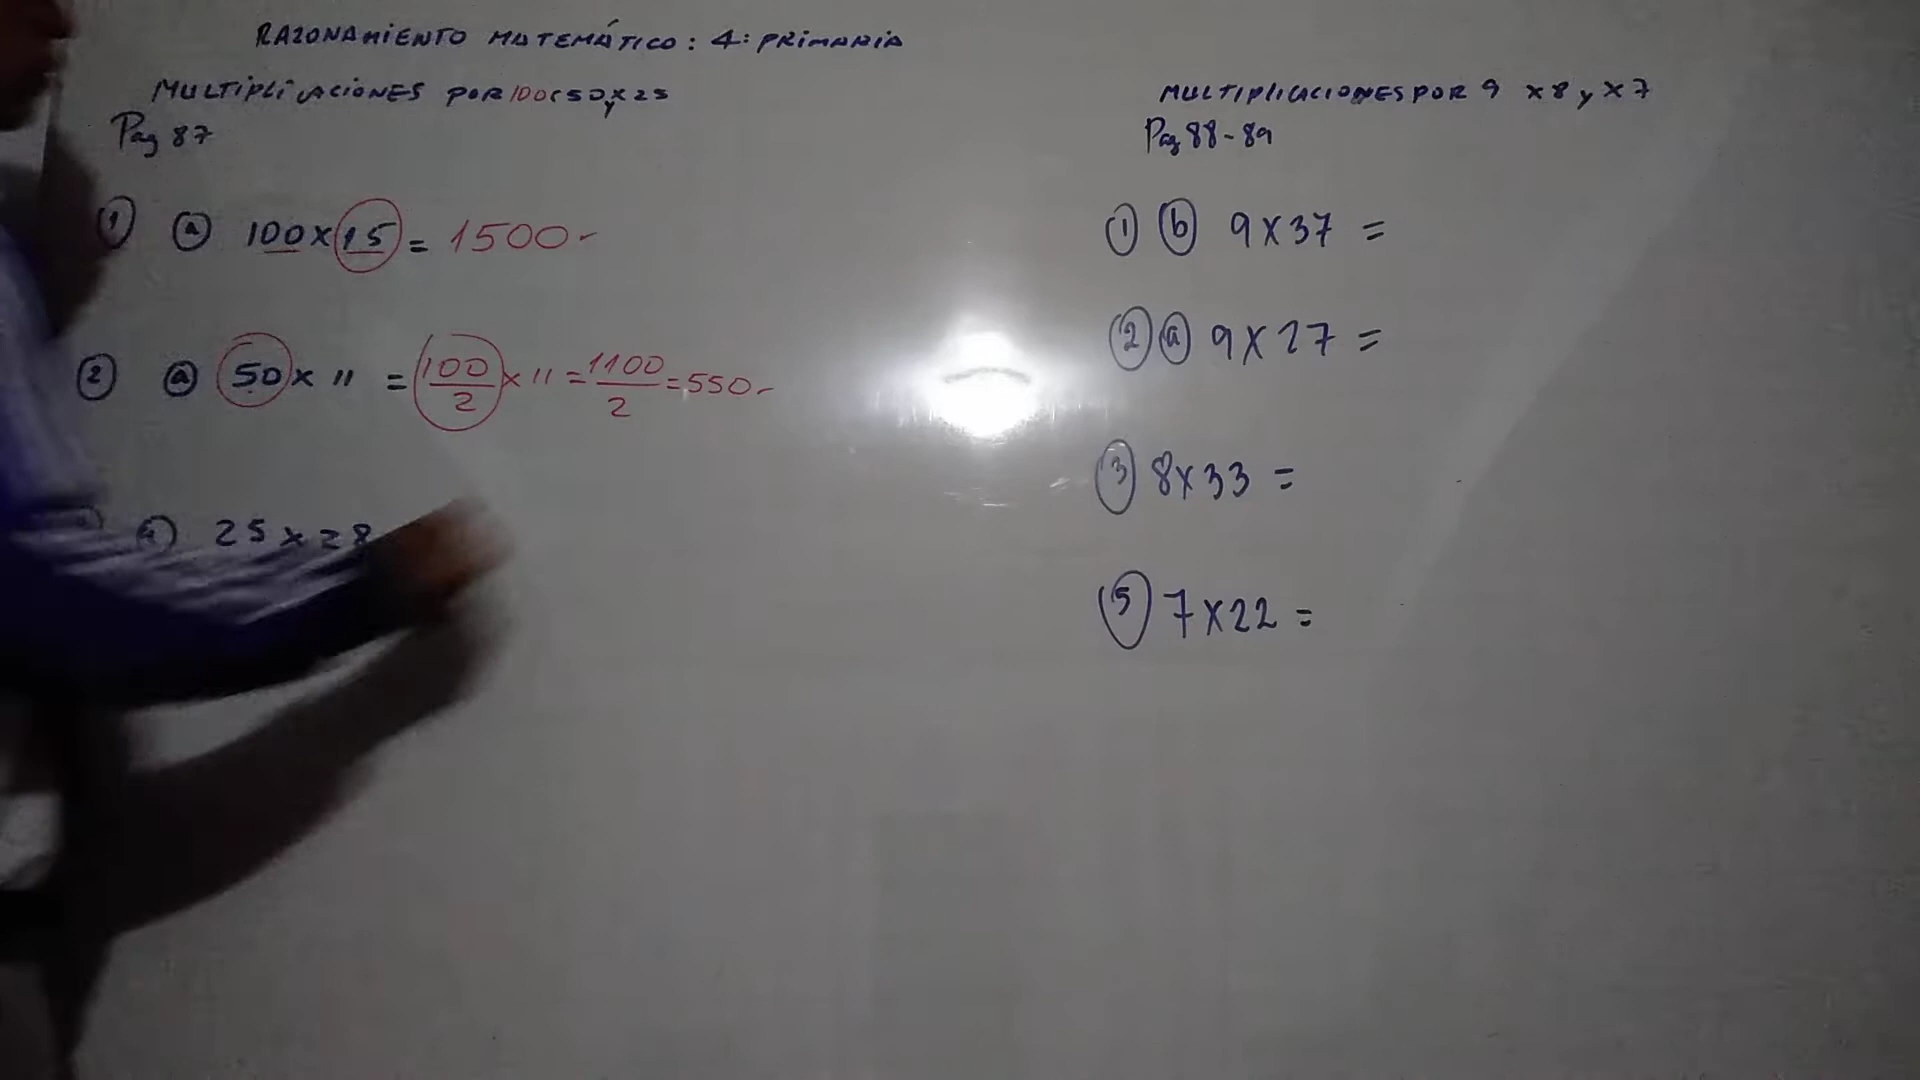 RAZONAMIENTO MATEMÁTICO: 4: PRIMARIA
MULTIPLICACIONES POR 100 x 50 y x 25
Pag 87
① ⓐ 100 x 15 = 1500
② ⓐ 50 x 11 = 100/2 x 11 = 1100/2 = 550
ⓐ 25 x 28
MULTIPLICACIONES POR 9 x 8 y x 7
Pag 88 - 89
① ⓑ 9 x 37 =
② ⓐ 9 x 27 =
③ 8 x 33 =
⑤ 7 x 22 =